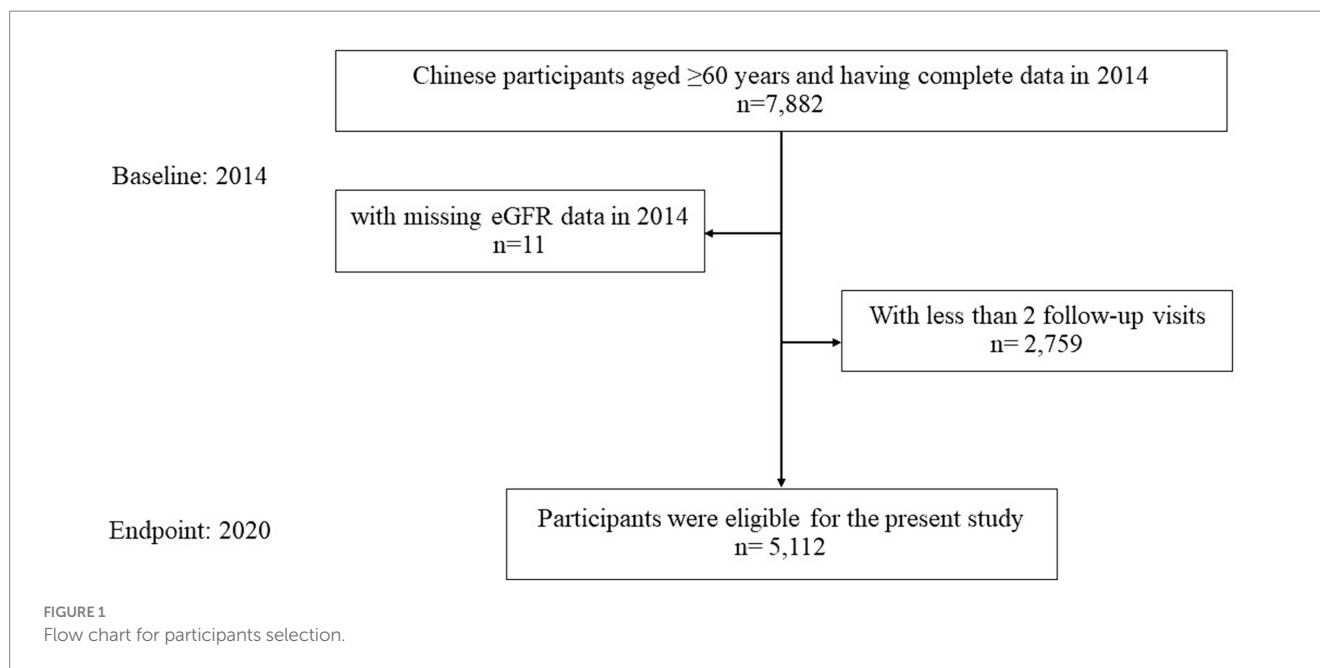 Chinese participants aged ≥60 years and having complete data in 2014
n=7,882
Baseline: 2014
with missing eGFR data in 2014
n=11
With less than 2 follow-up visits
n= 2,759
Endpoint: 2020
Participants were eligible for the present study
n= 5,112
FIGURE 1
Flow chart for participants selection.